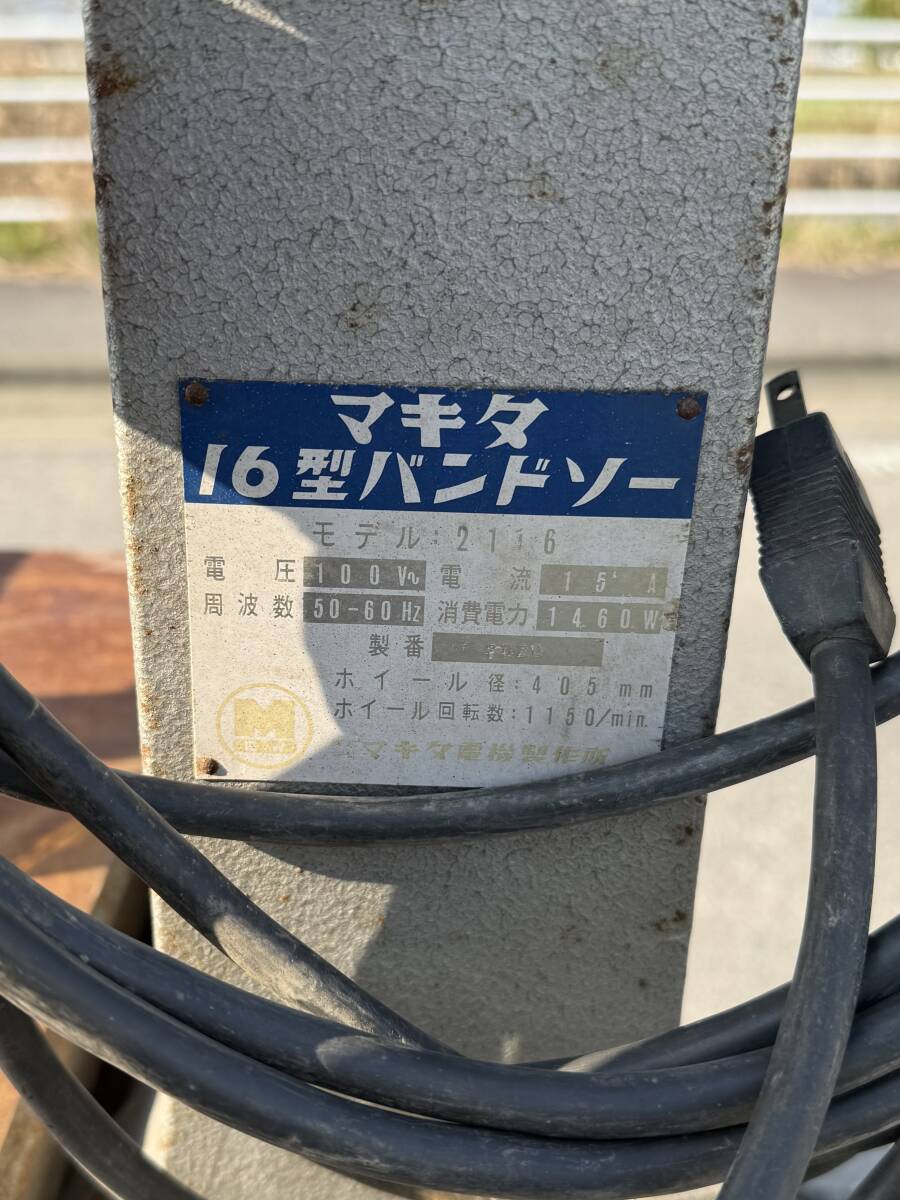 マキタ
16型バンドソー
モデル:2116
電圧 100V~ 電流 15 A
周波数 50-60Hz 消費電力 1460W
製番
ホイール径:405mm
ホイール回転数:1150/min.
M
マキタ電機製作所